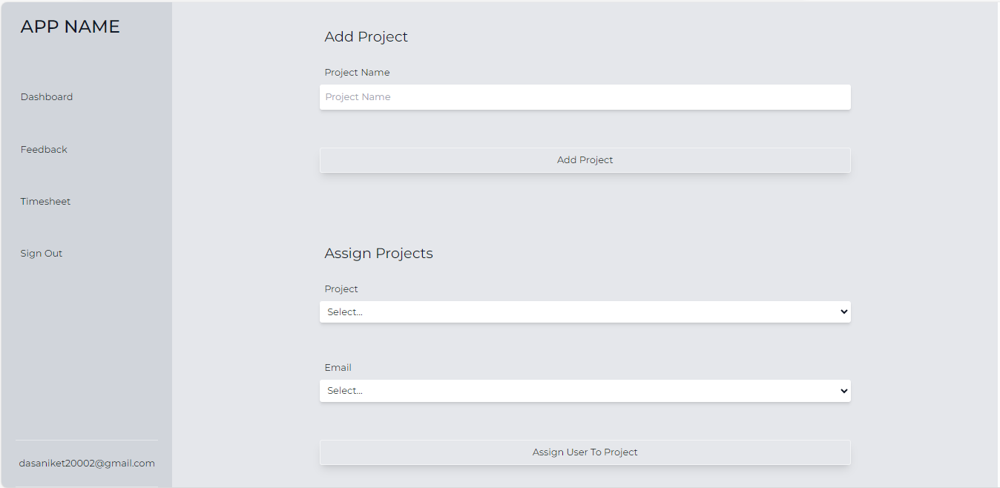 APP NAME
Dashboard
Feedback
Timesheet
Sign Out
dasaniket20002@gmail.com
Add Project
Project Name
Project Name
Add Project
Assign Projects
Project
Select...
Email
Select...
Assign User To Project